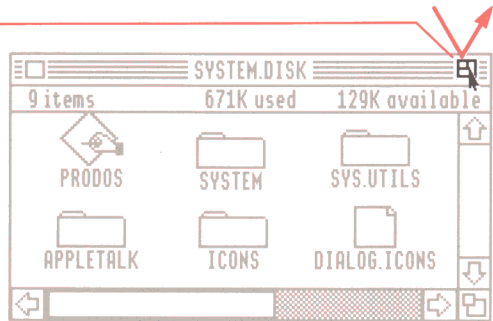 SYSTEM.DISK
9 items 671K used 129K available
PRODOS SYSTEM SYS.UTILS
APPLETALK ICONS DIALOG.ICONS